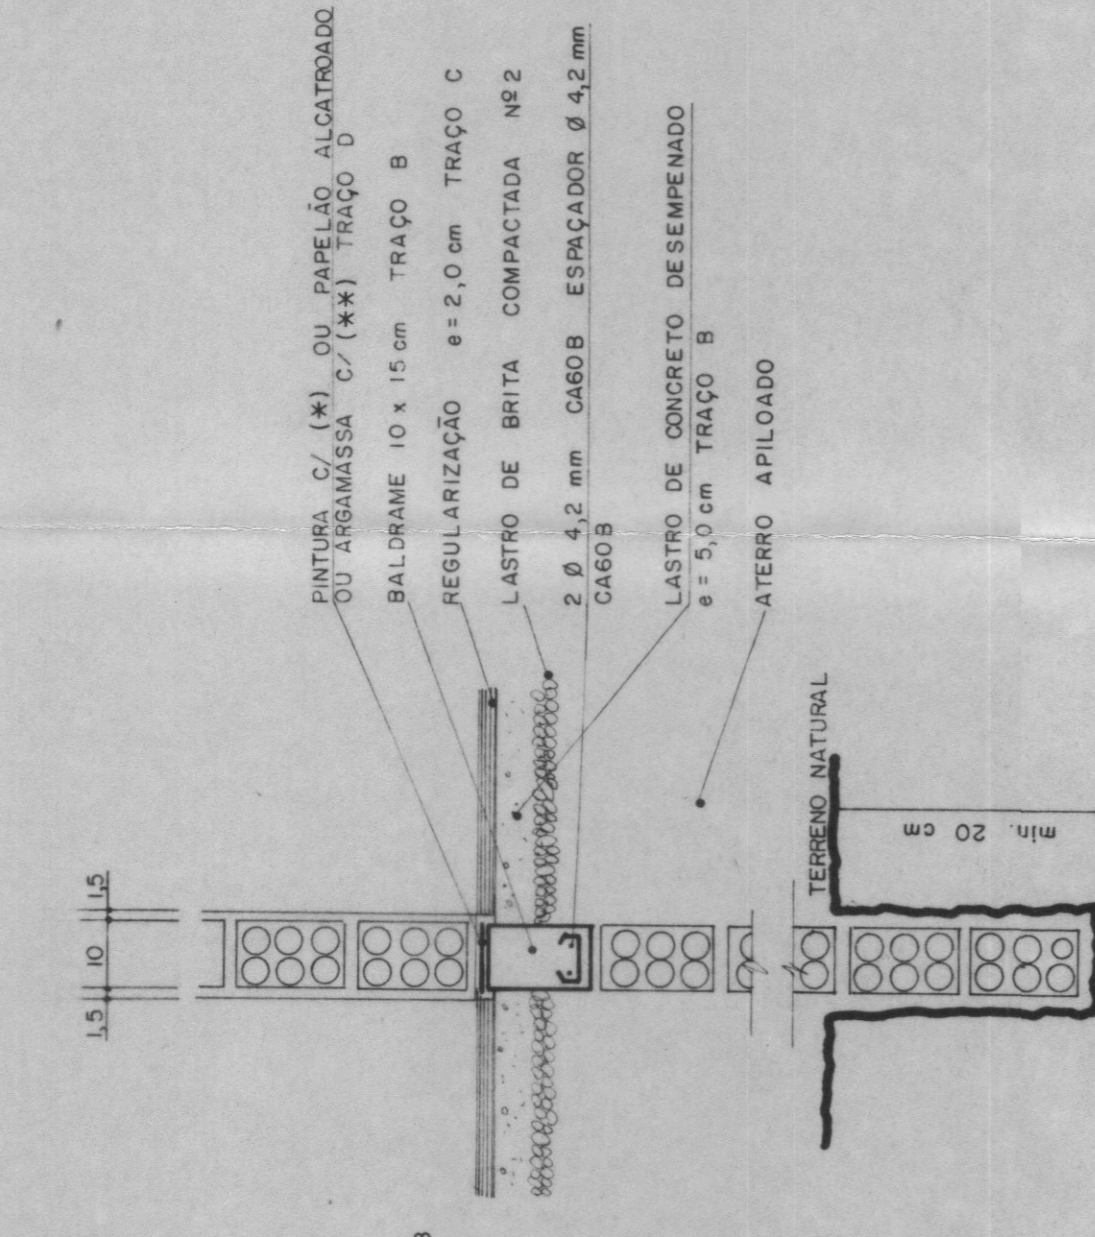 PINTURA C/ (*) OU PAPELÃO ALCATROADO
OU ARGAMASSA C/ (**) TRAÇO D
BALDRAME 10 x 15 cm TRAÇO B
REGULARIZAÇÃO e = 2,0 cm TRAÇO C
LASTRO DE BRITA COMPACTADA Nº 2
2 Ø 4,2 mm CA60B ESPAÇADOR Ø 4,2 mm
CA60B
LASTRO DE CONCRETO DESEMPENADO
e = 5,0 cm TRAÇO B
ATERRO APILOADO
TERRENO NATURAL
min. 20 cm
1,5
10
1,5